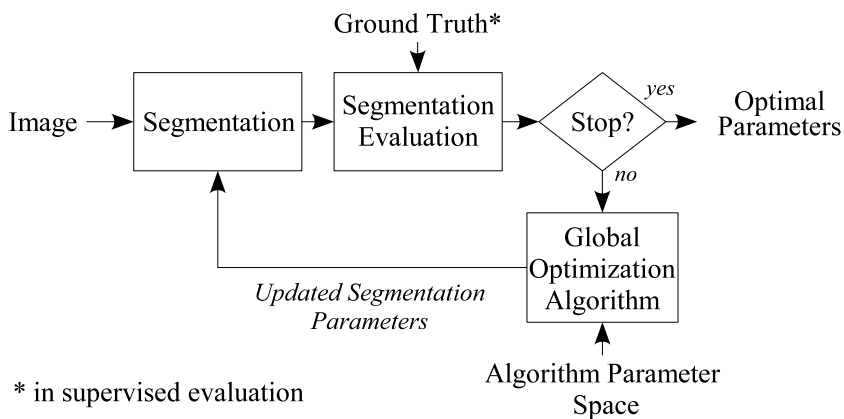 Ground Truth*
Image
Segmentation
Segmentation
Evaluation
Stop?
yes
Optimal
Parameters
no
Global
Optimization
Algorithm
Updated Segmentation
Parameters
Algorithm Parameter
Space
* in supervised evaluation